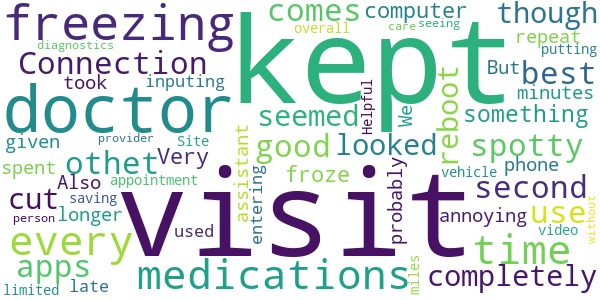 freezing
kept
comes
computer
though
diagnostics
overall
care
seeing
repeat
putting
Connection
took
inputing
seemed
Helpful
We
reboot
But
best
minutes
something
doctor
given
provider
Site
Very
othet
assistant
good
looked
spotty
spent
Also
appointment
froze
probably
phone
vehicle
second
cut
longer
saving
visit
entering
annoying
use
person
used
video
without
every
time
apps
medications
miles
completely
limited
late